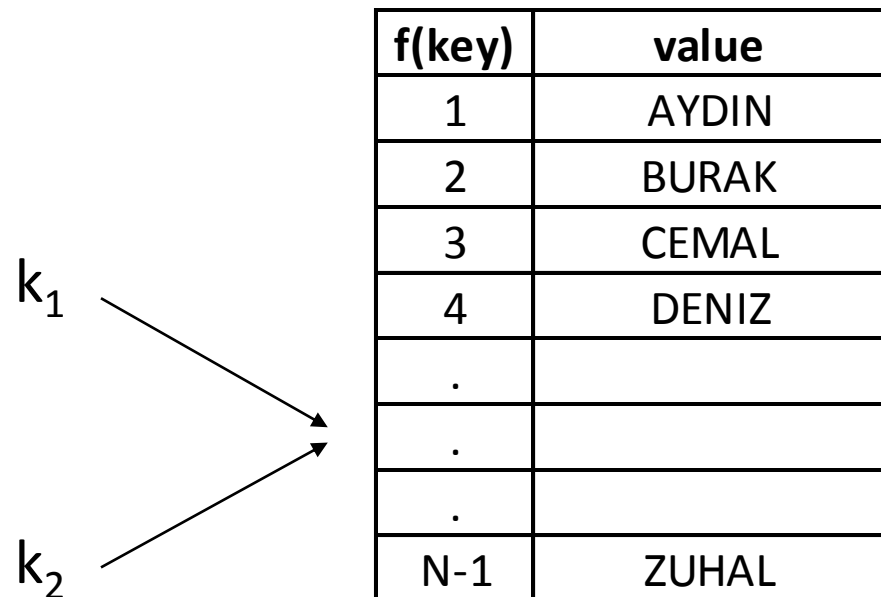 f(key) value
1 AYDIN
2 BURAK
3 CEMAL
k₁
4 DENIZ
.
.
.
k₂
N-1 ZUHAL